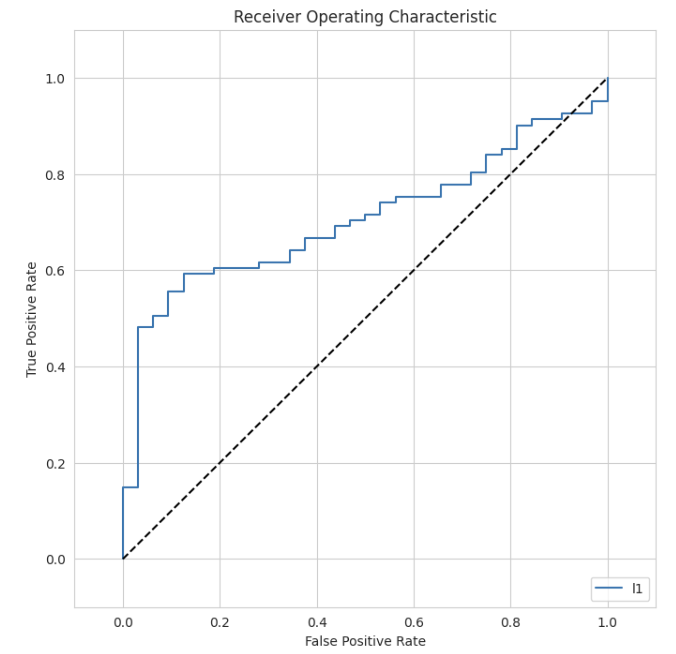 Receiver Operating Characteristic
True Positive Rate
1.0
0.8
0.6
0.4
0.2
0.0
0.0 0.2 0.4 0.6 0.8 1.0
False Positive Rate
l1